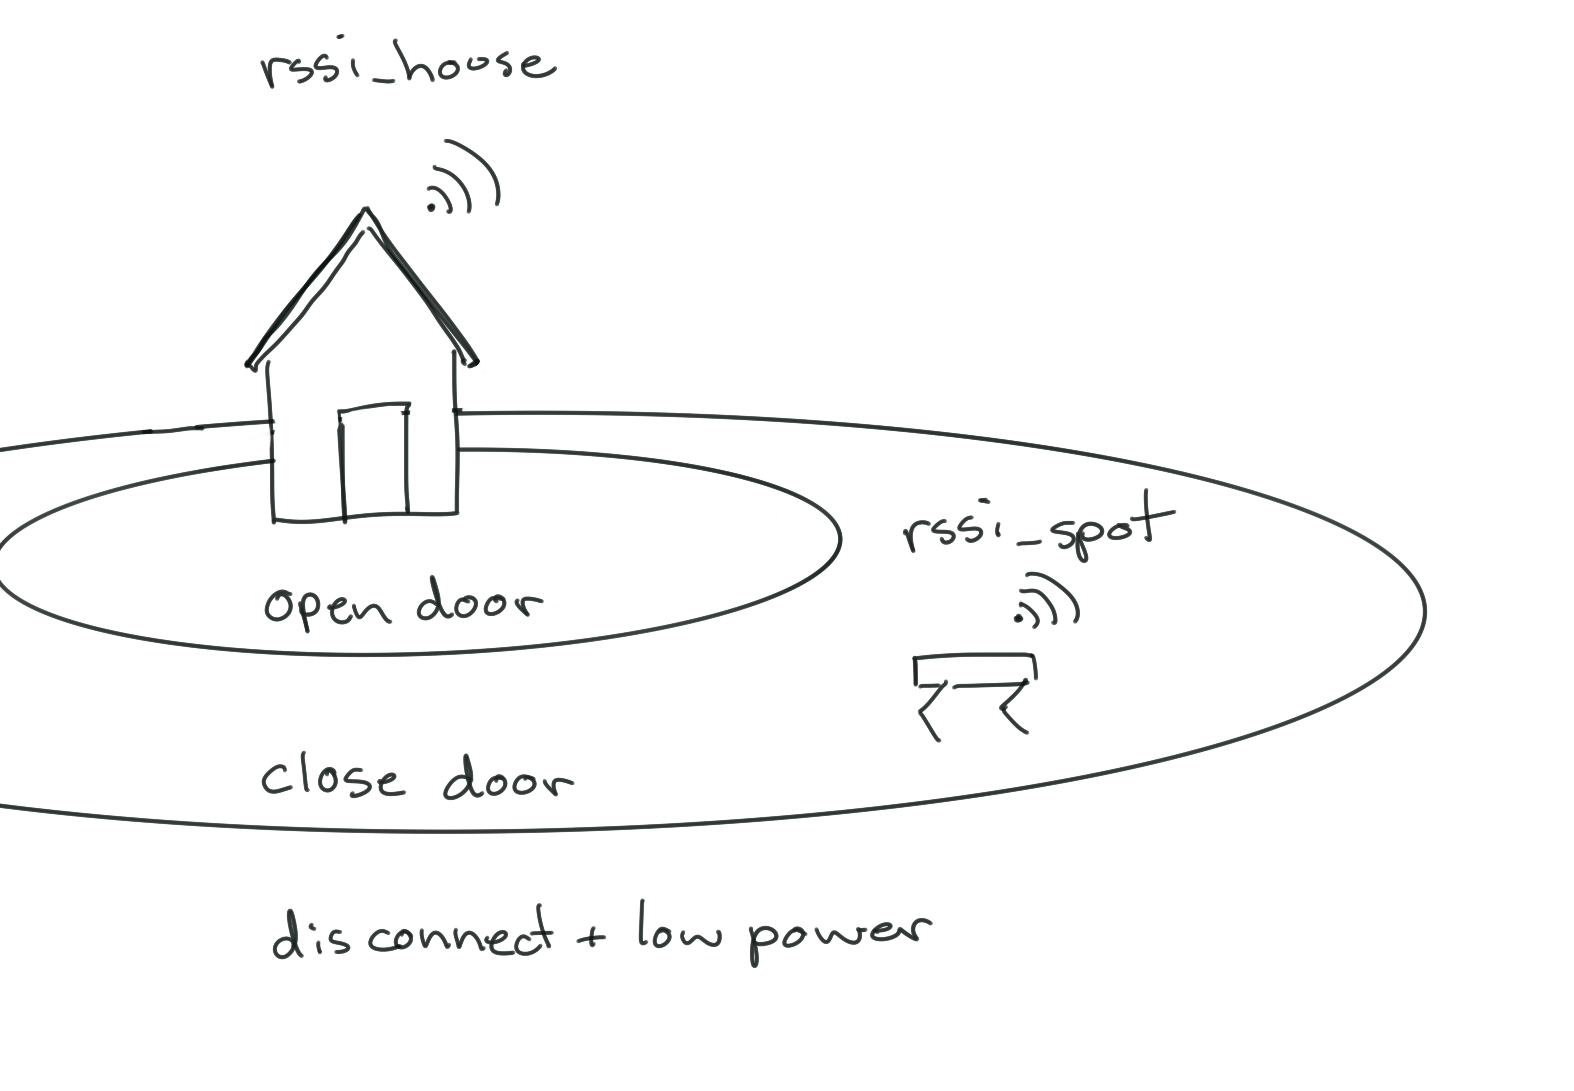 rssi_house
rssi_spot
open door
close door
disconnect + low power